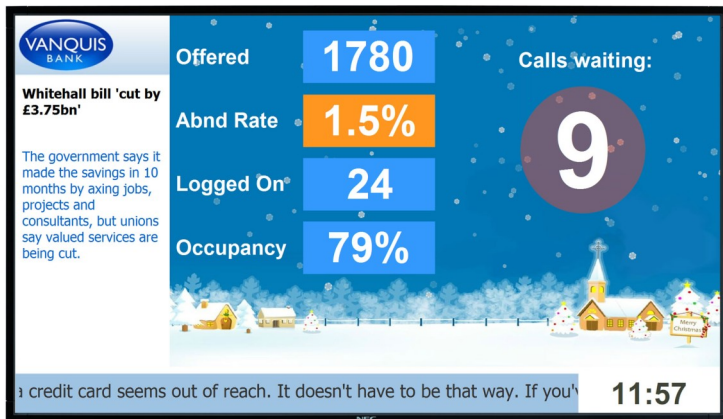 VANQUIS
BANK
Whitehall bill 'cut by
£3.75bn'
The government says it
made the savings in 10
months by axing jobs,
projects and
consultants, but unions
say valued services are
being cut.
Offered 1780
Abnd Rate 1.5%
Logged On 24
Occupancy 79%
Calls waiting:
9
Merry
Christmas
a credit card seems out of reach. It doesn't have to be that way. If you'v
11:57
NEC